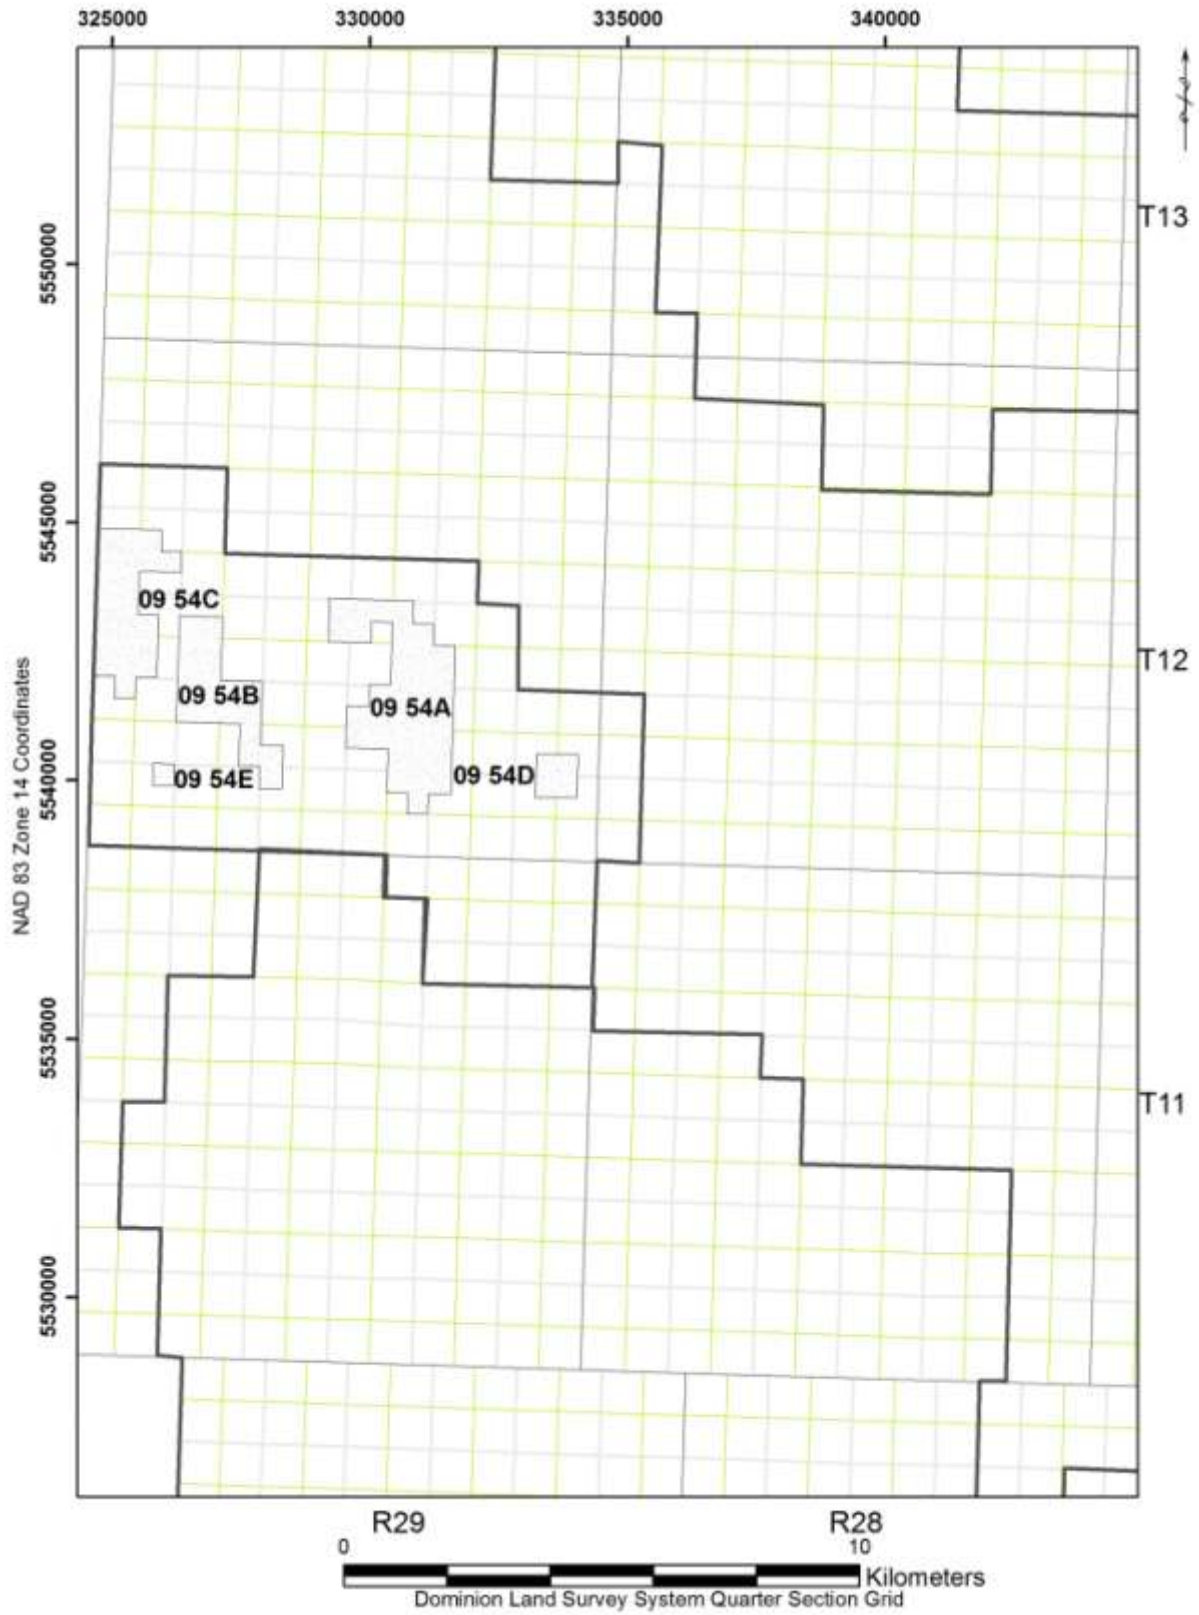 325000 330000 335000 340000
T13
5550000
5545000
09 54C
T12
09 54B
09 54A
09 54D
09 54E
5540000
NAD 83 Zone 14 Coordinates
5535000
T11
5530000
R29 R28
0 10
Kilometers
Dominion Land Survey System Quarter Section Grid